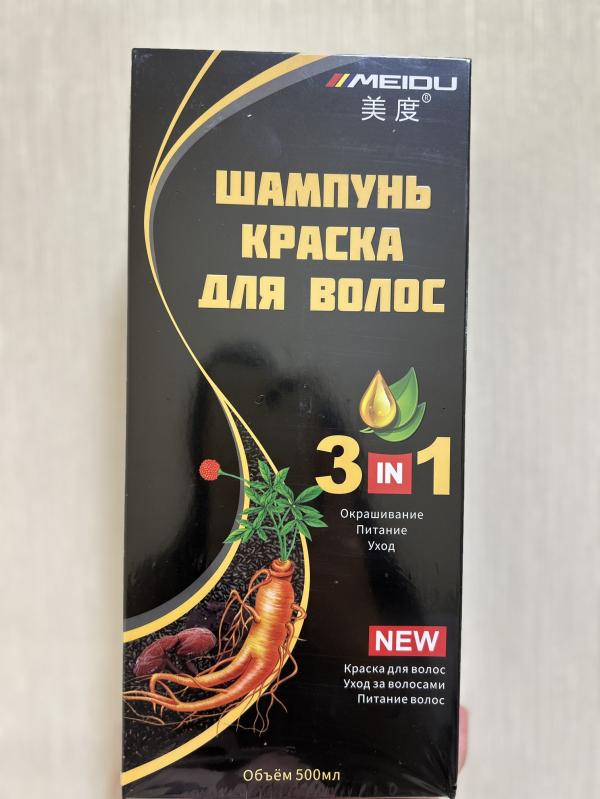 MEIDU
美度®
ШАМПУНЬ
КРАСКА
ДЛЯ ВОЛОС
3 IN 1
Окрашивание
Питание
Уход
NEW
Краска для волос
Уход за волосами
Питание волос
Объём 500мл